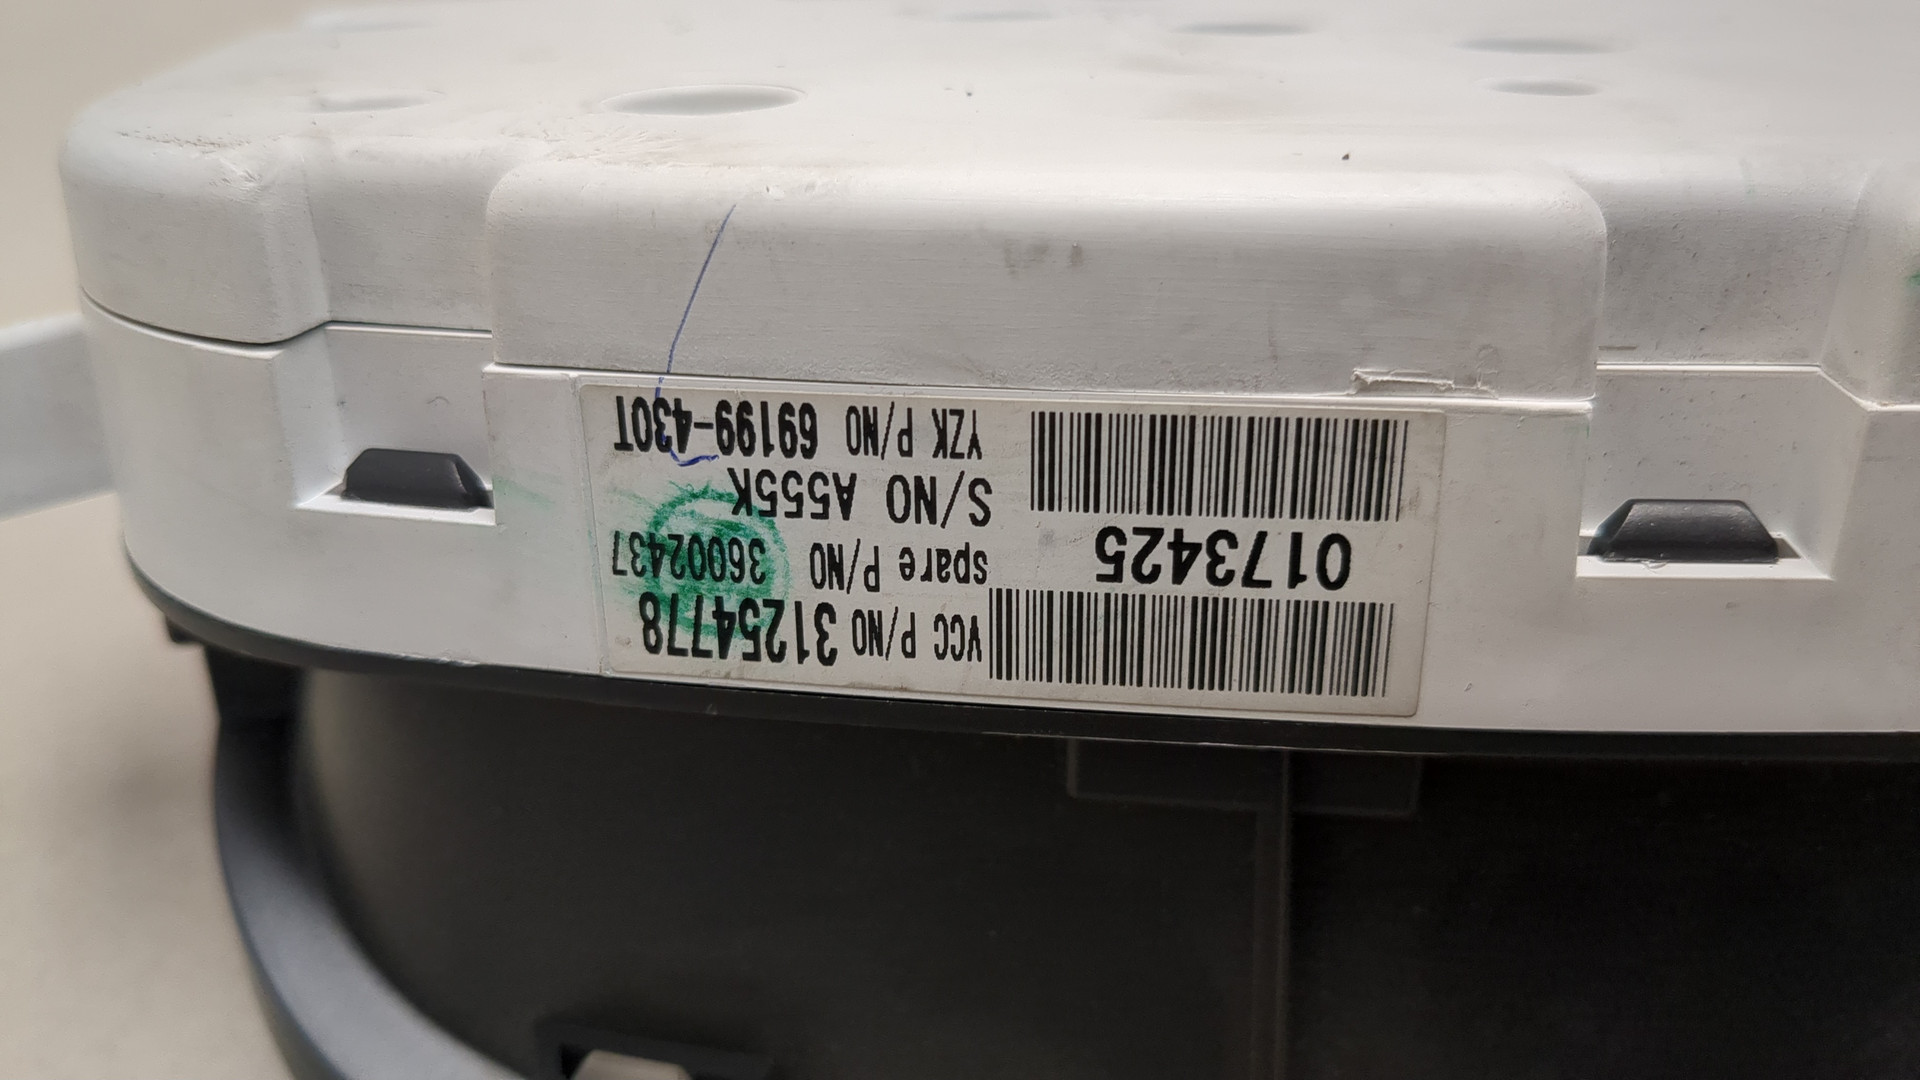 VCC P/NO 31254778
spare P/NO 36002437
S/NO A555K 0173425
YZK P/NO 69199-430T